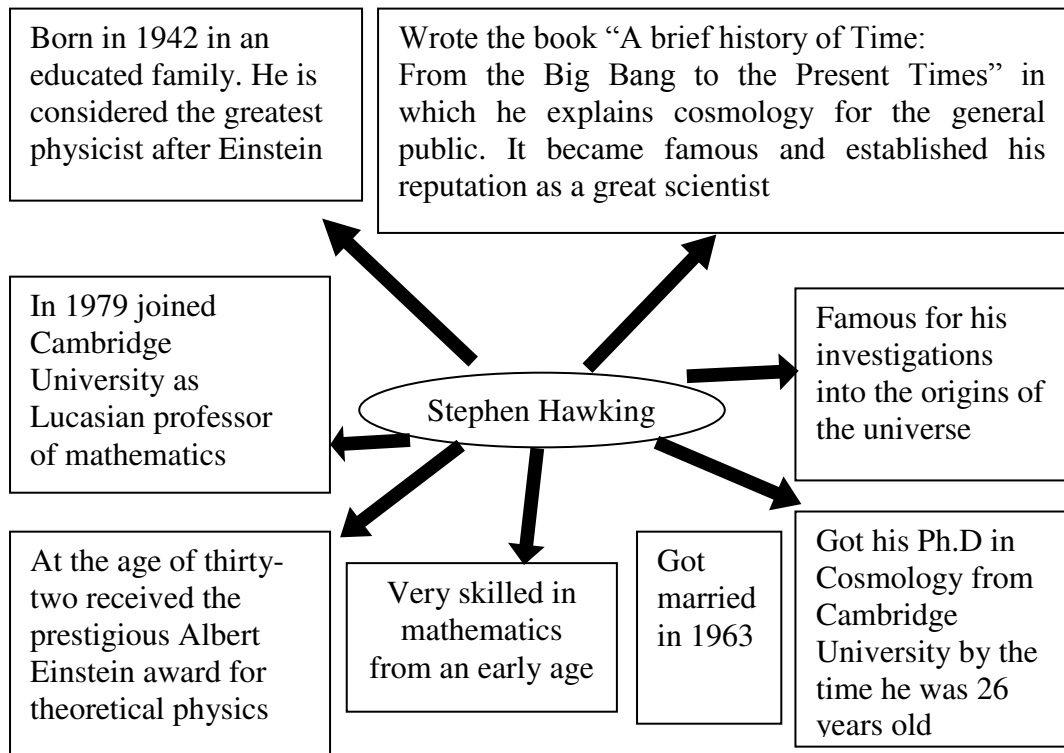 Born in 1942 in an
educated family. He is
considered the greatest
physicist after Einstein
Wrote the book “A brief history of Time:
From the Big Bang to the Present Times” in
which he explains cosmology for the general
public. It became famous and established his
reputation as a great scientist
In 1979 joined
Cambridge
University as
Lucasian professor
of mathematics
Stephen Hawking
Famous for his
investigations
into the origins of
the universe
At the age of thirty-
two received the
prestigious Albert
Einstein award for
theoretical physics
Very skilled in
mathematics
from an early age
Got
married
in 1963
Got his Ph.D in
Cosmology from
Cambridge
University by the
time he was 26
years old